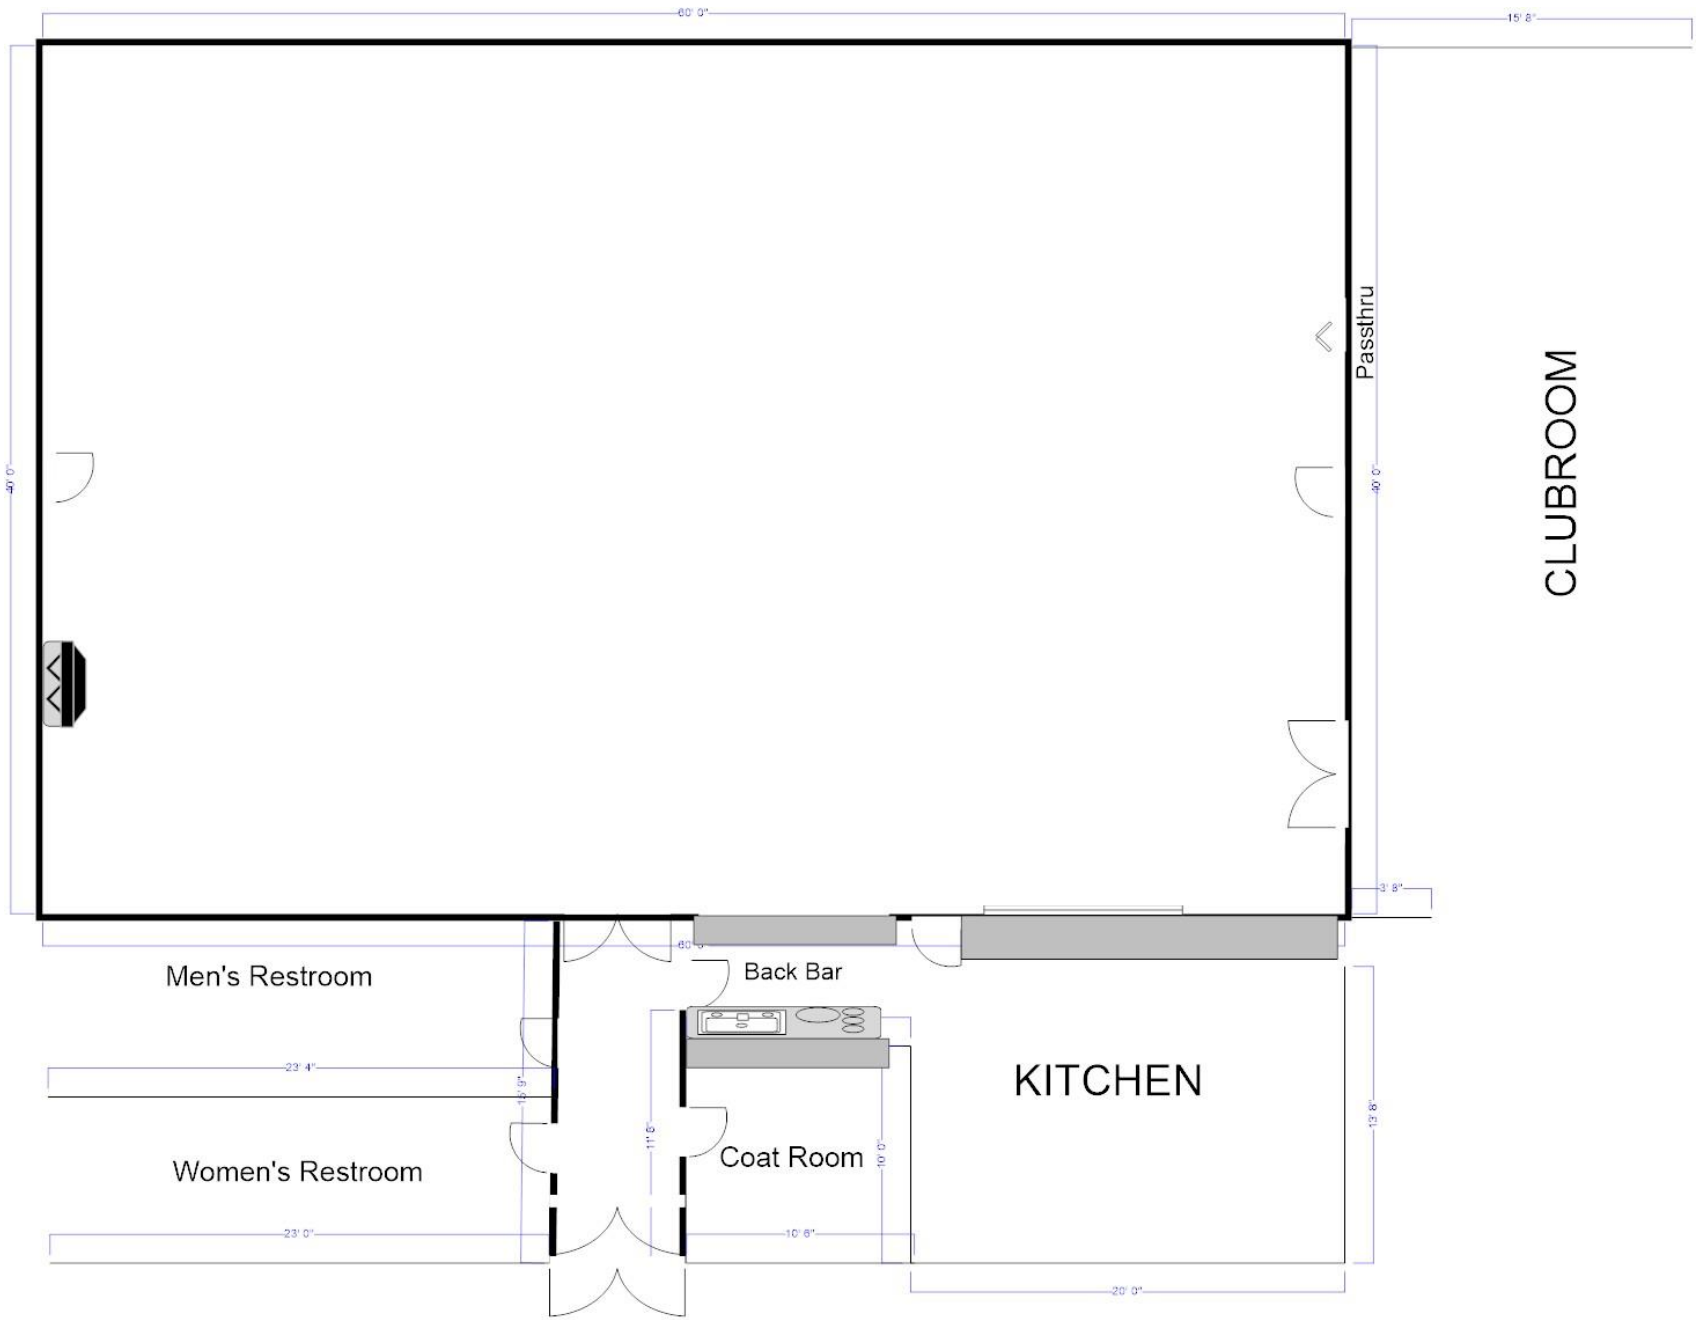 60' 0"
15' 8"
Passthru
CLUBROOM
40' 0"
40' 0"
3' 8"
Men's Restroom
Back Bar
KITCHEN
23' 4"
15' 9"
11' 8"
13' 8"
Coat Room
10' 0"
Women's Restroom
23' 0"
10' 6"
20' 0"